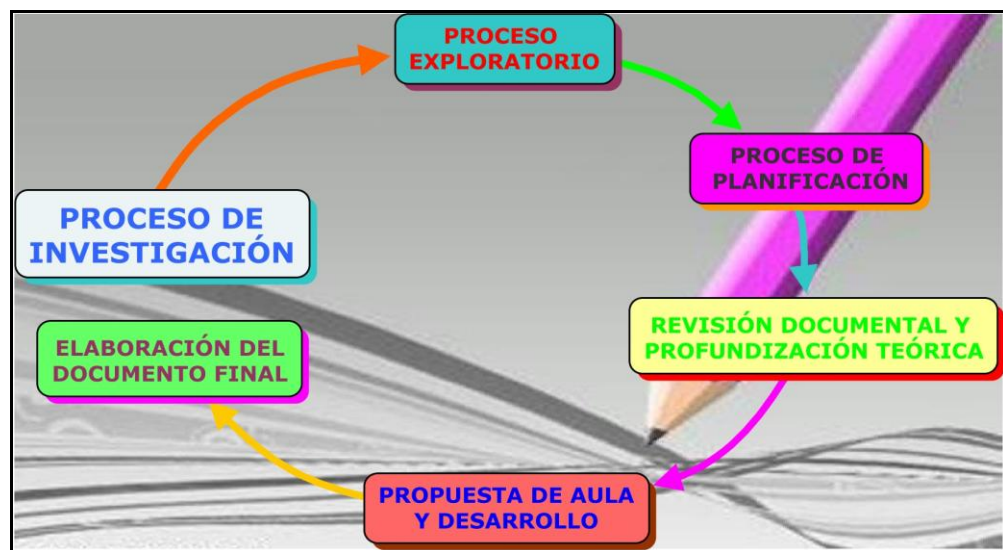 PROCESO
EXPLORATORIO
PROCESO DE
PLANIFICACIÓN
PROCESO DE
INVESTIGACIÓN
REVISIÓN DOCUMENTAL Y
PROFUNDIZACIÓN TEÓRICA
ELABORACIÓN DEL
DOCUMENTO FINAL
PROPUESTA DE AULA
Y DESARROLLO